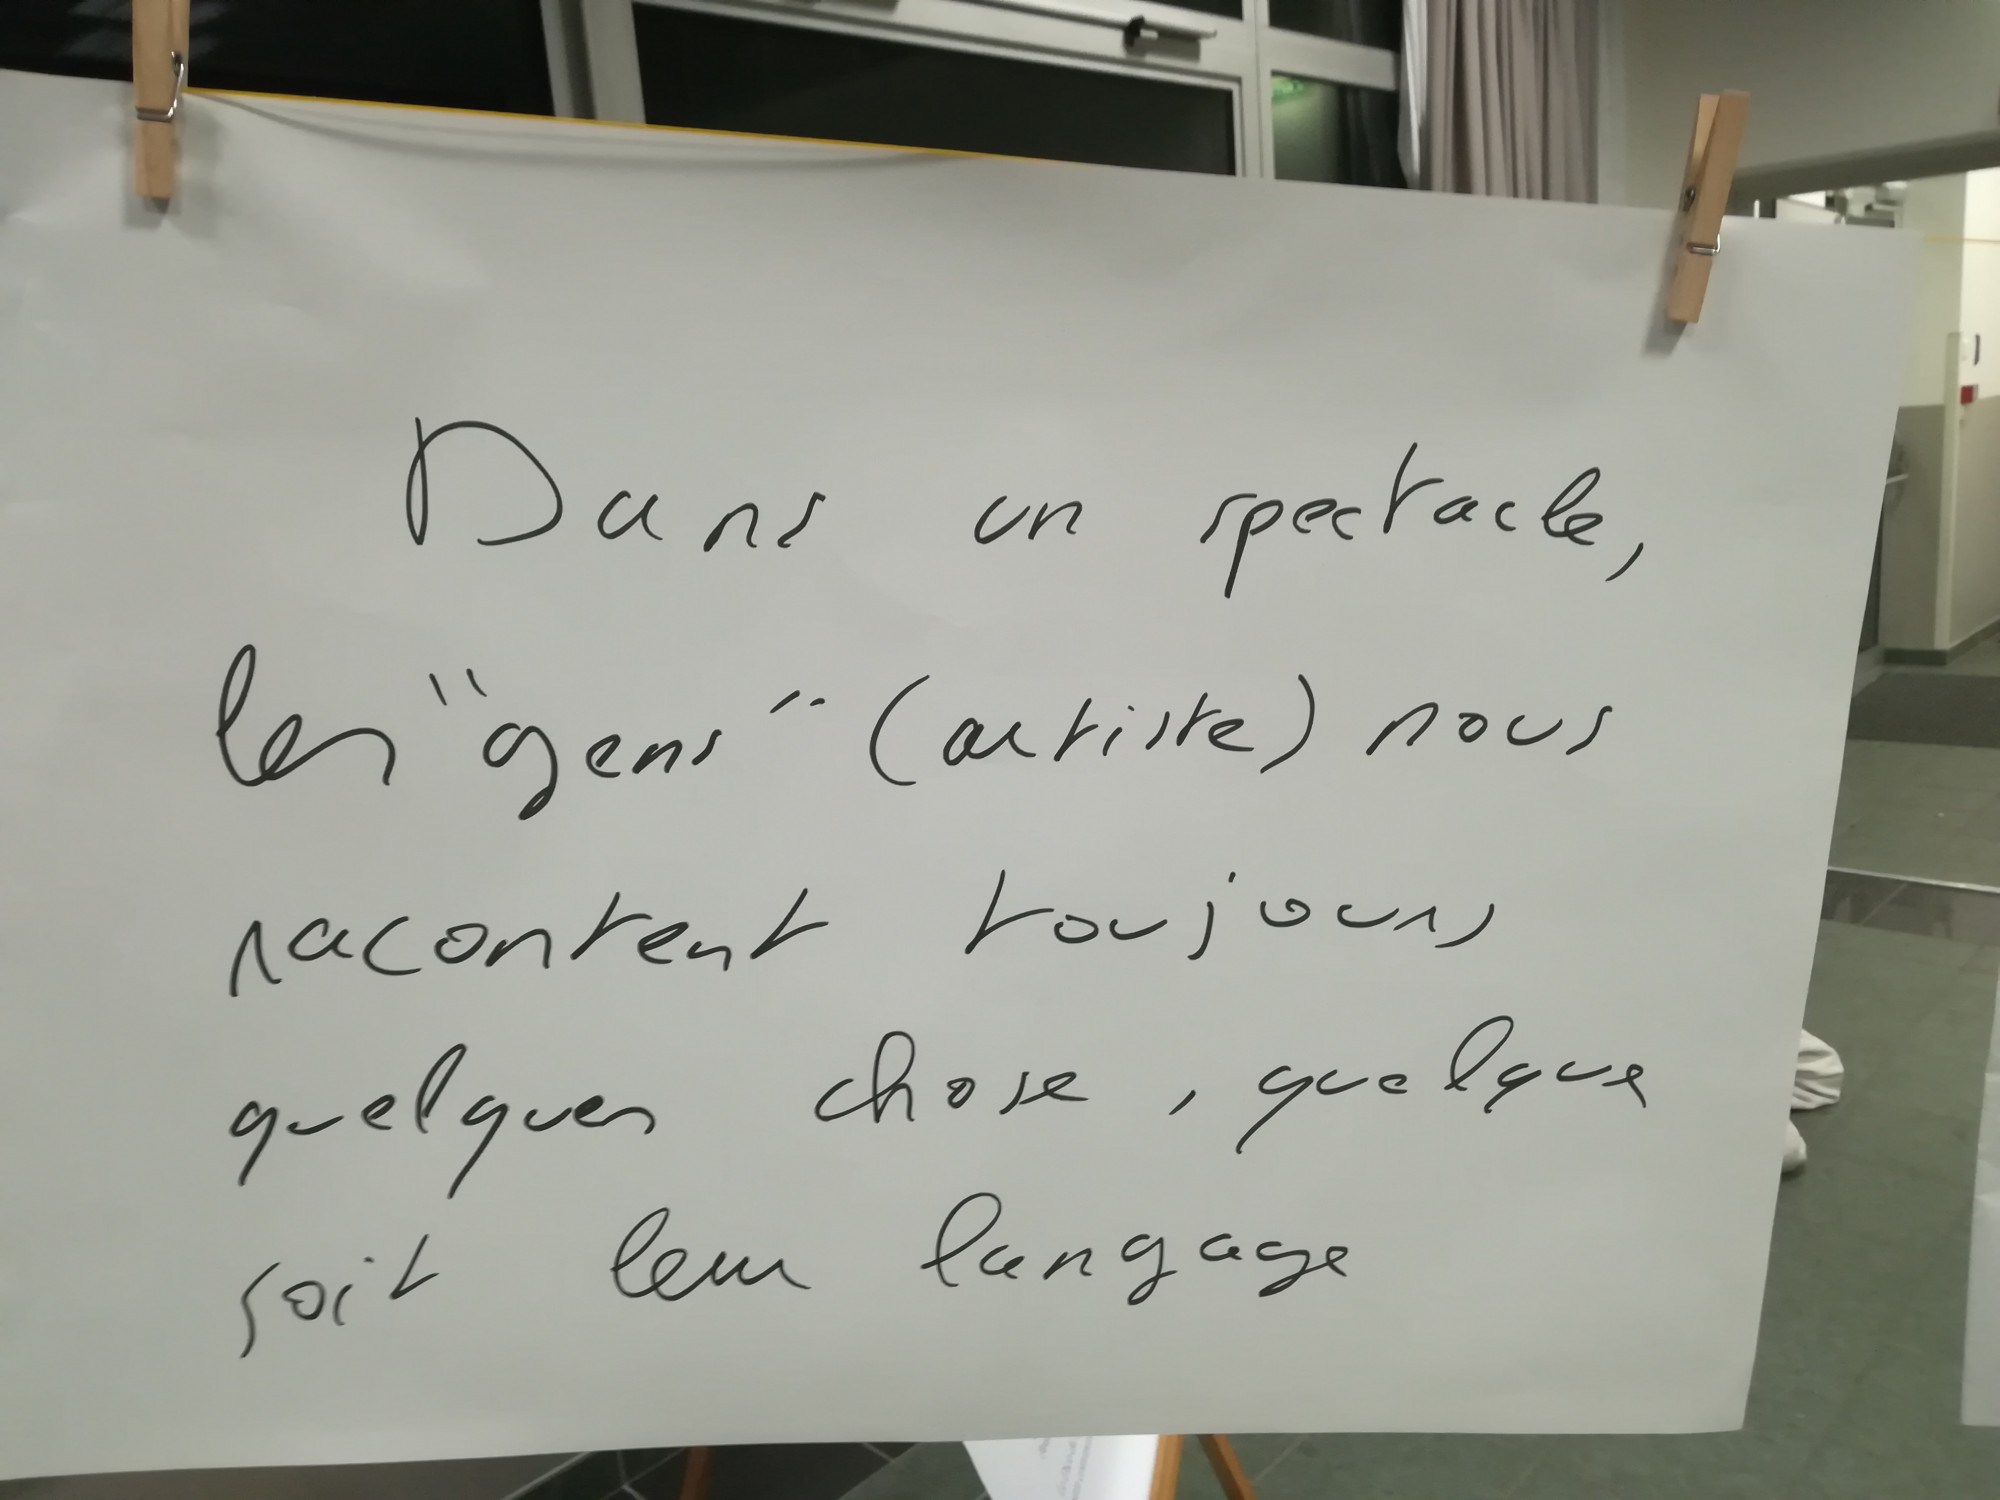 Dans un spectacle,
les "gens" (artiste) nous
racontent toujours
quelques chose, quelque
soit leur langage